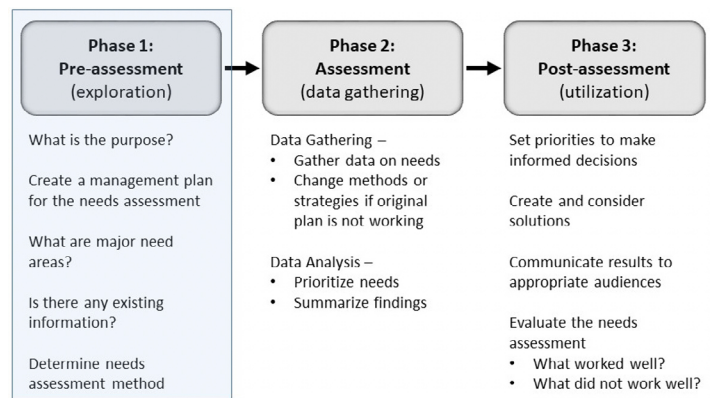 Phase 1:
Pre-assessment
(exploration)
What is the purpose?
Create a management plan
for the needs assessment
What are major need
areas?
Is there any existing
information?
Determine needs
assessment method
Phase 2:
Assessment
(data gathering)
Data Gathering –
• Gather data on needs
• Change methods or
strategies if original
plan is not working
Data Analysis –
• Prioritize needs
• Summarize findings
Phase 3:
Post-assessment
(utilization)
Set priorities to make
informed decisions
Create and consider
solutions
Communicate results to
appropriate audiences
Evaluate the needs
assessment
• What worked well?
• What did not work well?